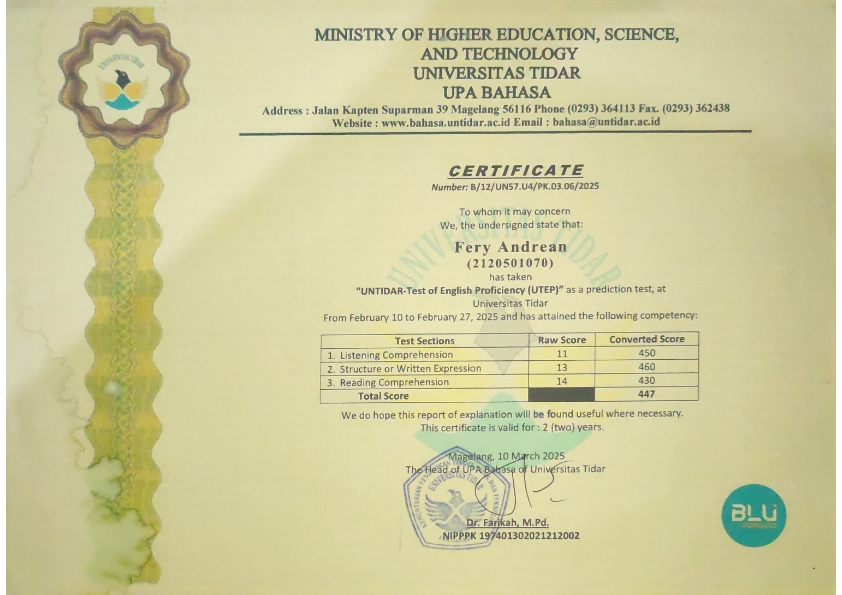 MINISTRY OF HIGHER EDUCATION, SCIENCE,
AND TECHNOLOGY
UNIVERSITAS TIDAR
UPA BAHASA
Address : Jalan Kapten Suparman 39 Magelang 56116 Phone (0293) 364113 Fax. (0293) 362438
Website : www.bahasa.untidar.ac.id Email : bahasa@untidar.ac.id
CERTIFICATE
Number: B/12/UN57.U4/PK.03.06/2025
To whom it may concern
We, the undersigned state that:
Fery Andrean
(2120501070)
has taken
"UNTIDAR-Test of English Proficiency (UTEP)" as a prediction test, at
Universitas Tidar
From February 10 to February 27, 2025 and has attained the following competency:
Test Sections Raw Score Converted Score
1. Listening Comprehension 11 450
2. Structure or Written Expression 13 460
3. Reading Comprehension 14 430
Total Score 447
We do hope this report of explanation will be found useful where necessary.
This certificate is valid for : 2 (two) years.
Magelang, 10 March 2025
The Head of UPA Bahasa of Universitas Tidar
Dr. Farikah, M.Pd.
NIPPPK 197401302021212002
UNIVERSITAS TIDAR
UNIVERSITAS TIDAR
UNIVERSITAS TIDAR
BLU